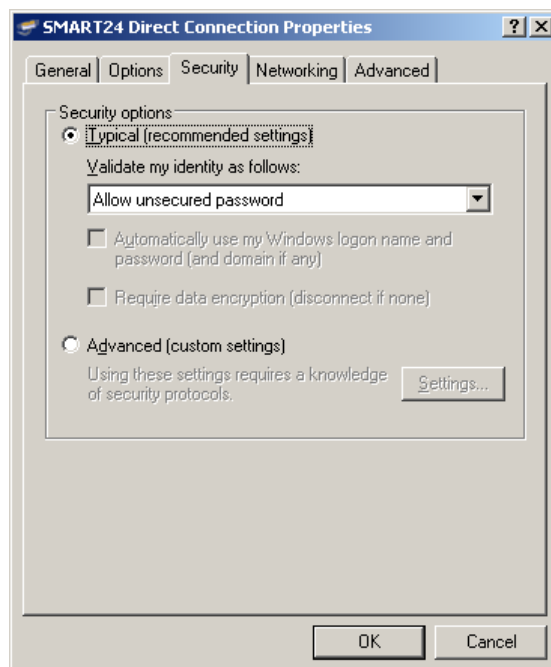 SMART24 Direct Connection Properties
General
Options
Security
Networking
Advanced
Security options
Typical (recommended settings)
Validate my identity as follows:
Allow unsecured password
Automatically use my Windows logon name and
password (and domain if any)
Require data encryption (disconnect if none)
Advanced (custom settings)
Using these settings requires a knowledge
of security protocols.
Settings...
OK
Cancel